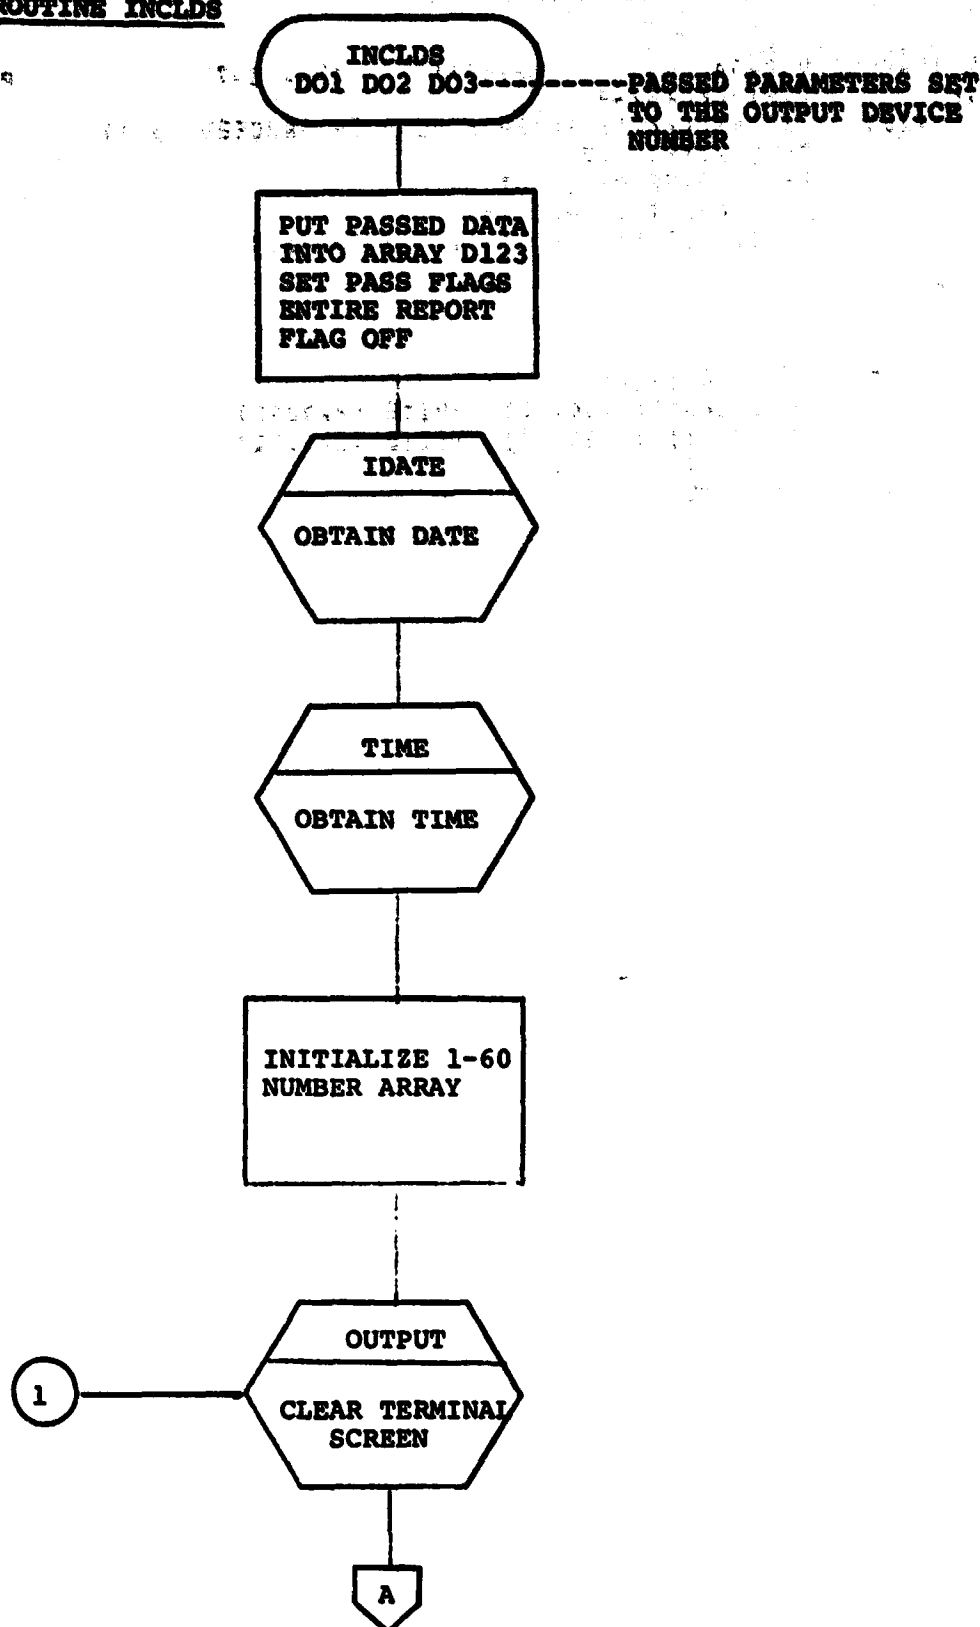 ROUTINE INCLDS
INCLDS
DO1 DO2 DO3---------PASSED PARAMETERS SET
TO THE OUTPUT DEVICE
NUMBER
PUT PASSED DATA
INTO ARRAY D123
SET PASS FLAGS
ENTIRE REPORT
FLAG OFF
IDATE
OBTAIN DATE
TIME
OBTAIN TIME
INITIALIZE 1-60
NUMBER ARRAY
OUTPUT
1
CLEAR TERMINAL
SCREEN
A